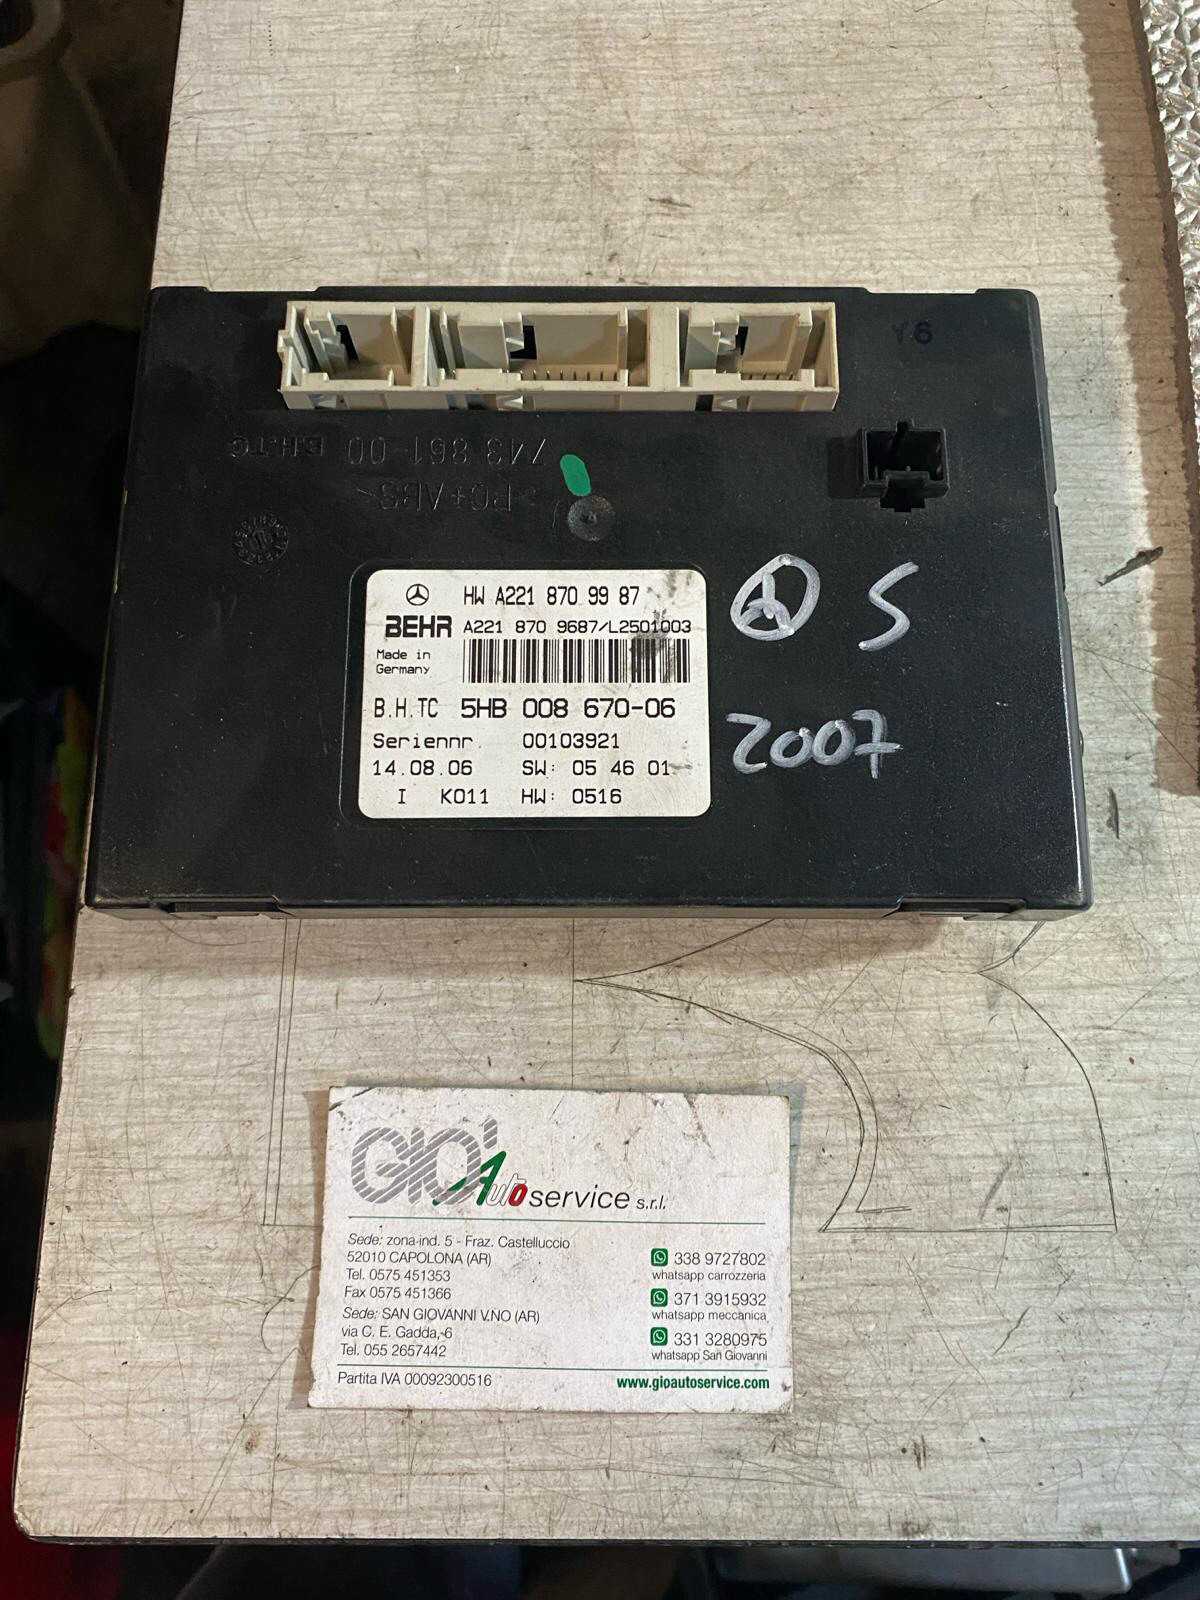 Y6
743 861 00 B.H.TC
>PC+ABS<
HW A221 870 99 87
BEHR A221 870 9687/L2501003
Made in
Germany
B.H.TC 5HB 008 670-06
Seriennr. 00103921
14.08.06 SW: 05 46 01
I K011 HW: 0516
S
2007
GIO' Auto service s.r.l.
Sede: zona ind. 5 - Fraz. Castelluccio
52010 CAPOLONA (AR)
Tel. 0575 451353
Fax 0575 451366
Sede: SAN GIOVANNI V.NO (AR)
via C. E. Gadda, 6
Tel. 055 2657442
338 9727802
whatsapp carrozzeria
371 3915932
whatsapp meccanica
331 3280975
whatsapp San Giovanni
Partita IVA 00092300516
www.gioautoservice.com